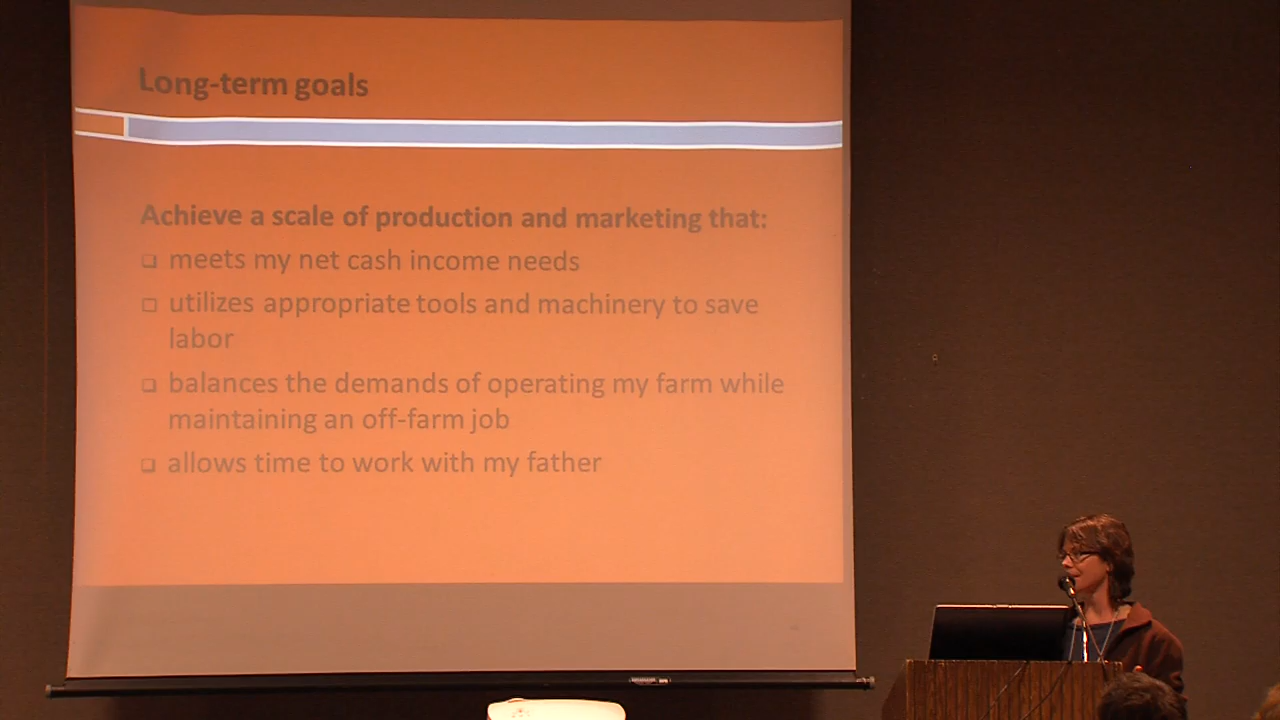 Long-term goals
Achieve a scale of production and marketing that:
❑ meets my net cash income needs
❑ utilizes appropriate tools and machinery to save
labor
❑ balances the demands of operating my farm while
maintaining an off-farm job
❑ allows time to work with my father